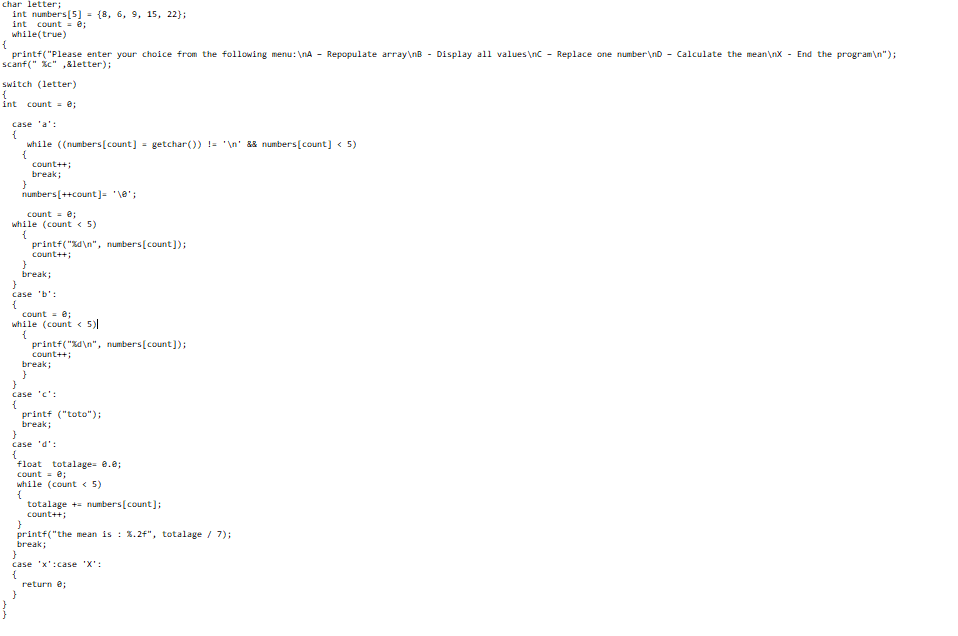 char letter;
int numbers[5] = {8, 6, 9, 15, 22};
int  count = 0;
while(true)
{
printf("Please enter your choice from the following menu:\nA – Repopulate array\nB - Display all values\nC – Replace one number\nD – Calculate the mean\nX - End the program\n");
scanf(" %c" ,&letter);
switch (letter)
{
int  count = 0;
case 'a':
{
while ((numbers[count] = getchar()) != '\n' && numbers[count] < 5)
{
count++;
break;
}
numbers[++count]= '\0';
count = 0;
while (count < 5)
{
printf("%d\n", numbers[count]);
count++;
}
break;
}
case 'b':
{
count = 0;
while (count < 5)
{
printf("%d\n", numbers[count]);
count++;
break;
}
}
case 'c':
{
printf ("toto");
break;
}
case 'd':
{
float  totalage= 0.0;
count = 0;
while (count < 5)
{
totalage += numbers[count];
count++;
}
printf("the mean is : %.2f", totalage / 7);
break;
}
case 'x':case 'X':
{
return 0;
}
}
}